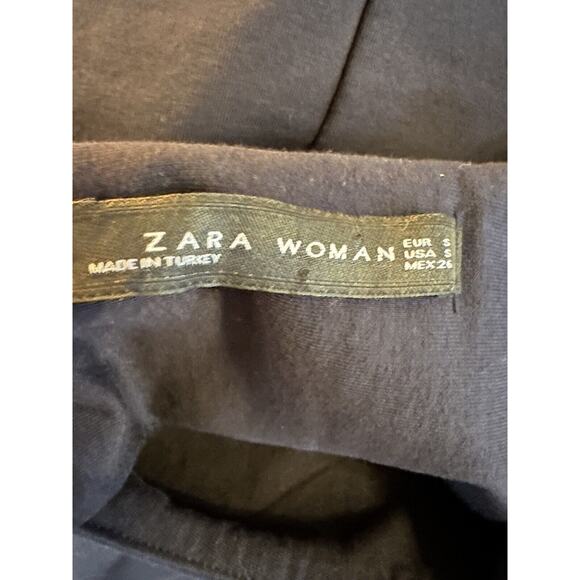 ZARA WOMAN
MADE IN TURKEY
EUR S
USA S
MEX 26